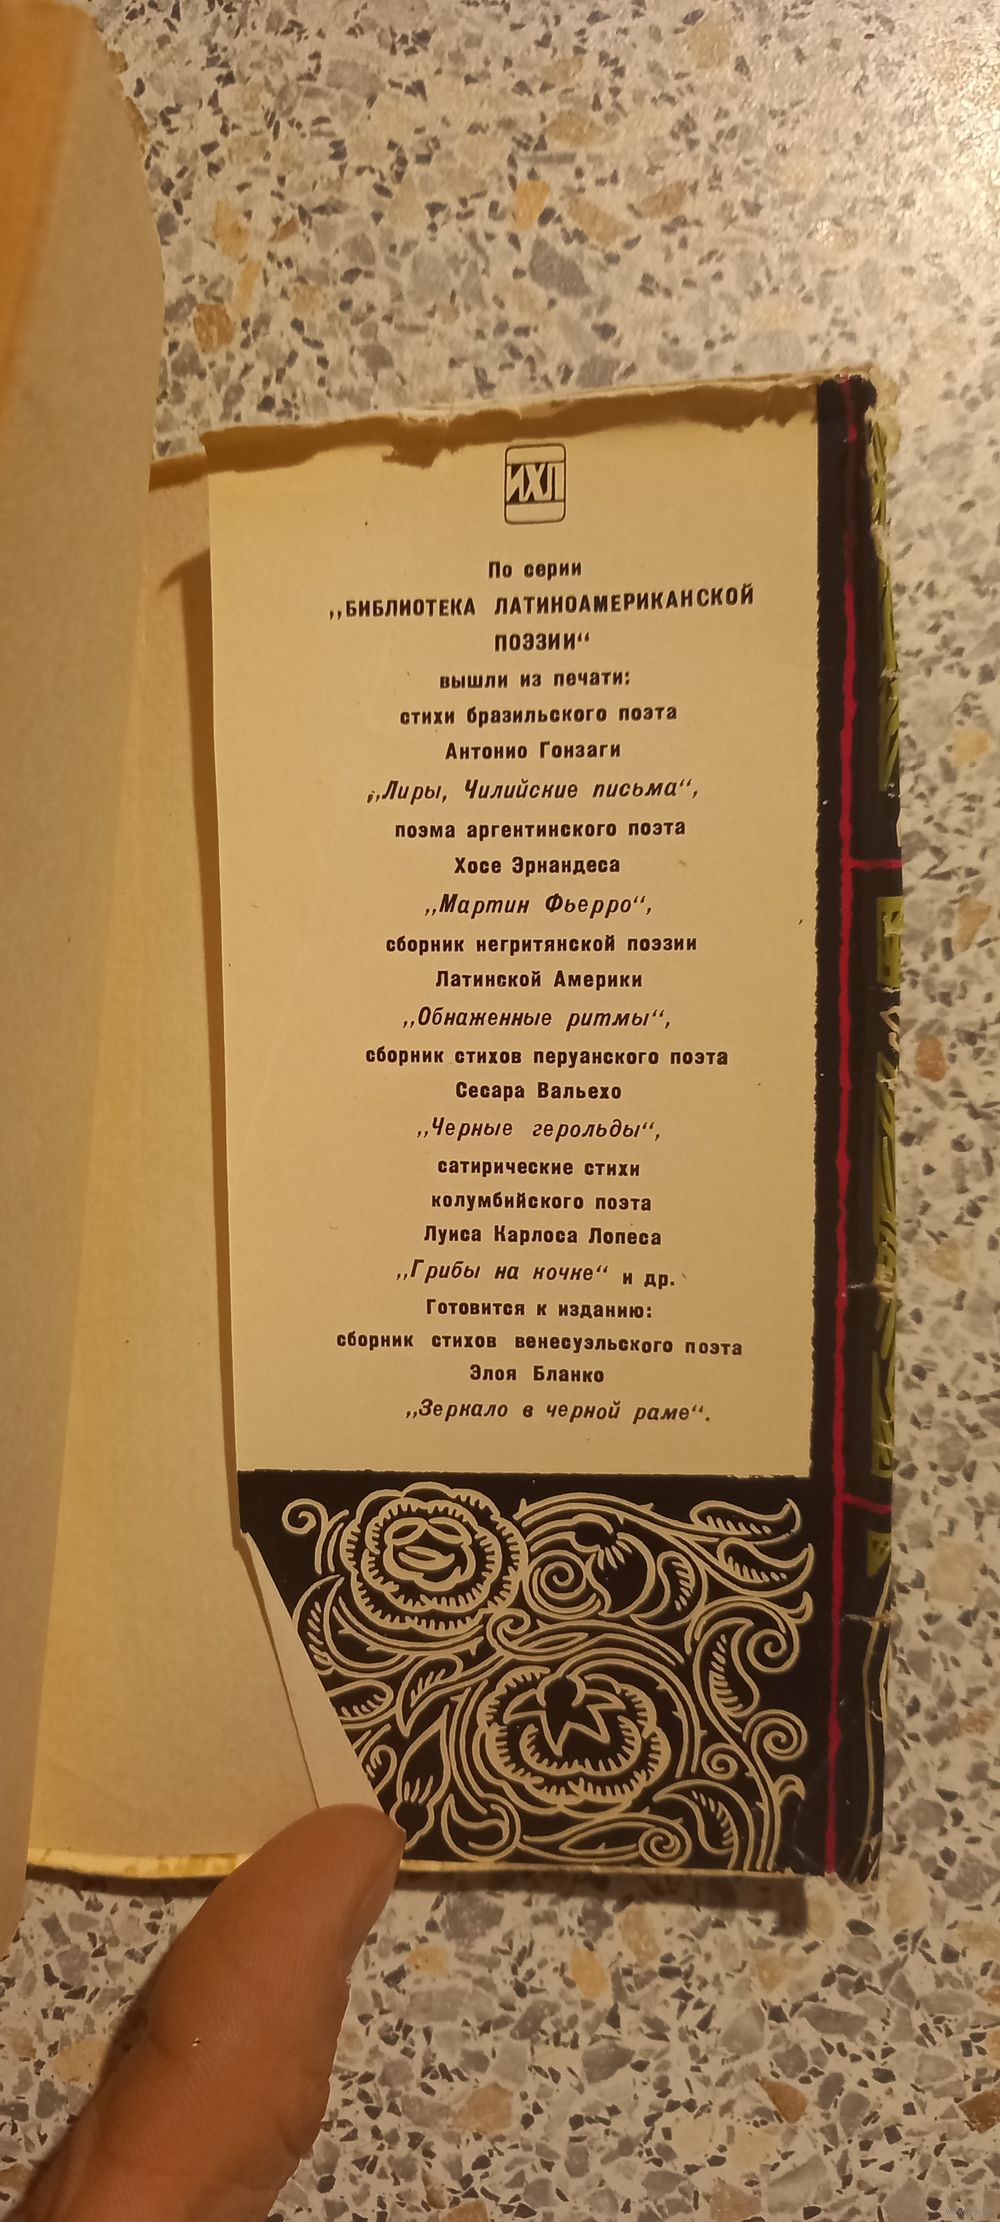 ИХЛ
По серии
„БИБЛИОТЕКА ЛАТИНОАМЕРИКАНСКОЙ
ПОЭЗИИ“
вышли из печати:
стихи бразильского поэта
Антонио Гонзаги
„Лиры, Чилийские письма“,
поэма аргентинского поэта
Хосе Эрнандеса
„Мартин Фьерро“,
сборник негритянской поэзии
Латинской Америки
„Обнаженные ритмы“,
сборник стихов перуанского поэта
Сесара Вальехо
„Черные герольды“,
сатирические стихи
колумбийского поэта
Луиса Карлоса Лопеса
„Грибы на кочке“ и др.
Готовится к изданию:
сборник стихов венесуэльского поэта
Элоя Бланко
„Зеркало в черной раме“.